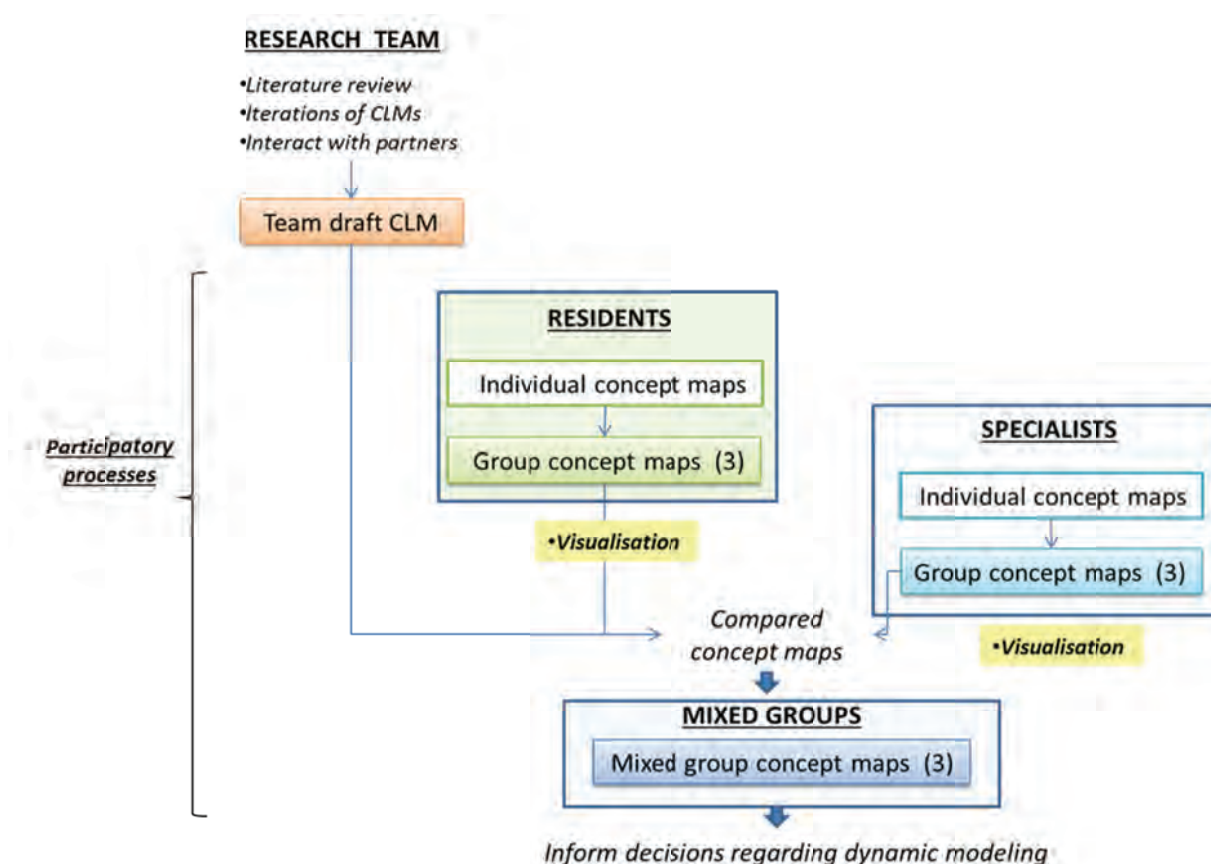 RESEARCH TEAM
•Literature review
•Iterations of CLMs
•Interact with partners
Team draft CLM
Participatory
processes
RESIDENTS
Individual concept maps
Group concept maps (3)
•Visualisation
SPECIALISTS
Individual concept maps
Group concept maps (3)
•Visualisation
Compared
concept maps
MIXED GROUPS
Mixed group concept maps (3)
Inform decisions regarding dynamic modeling